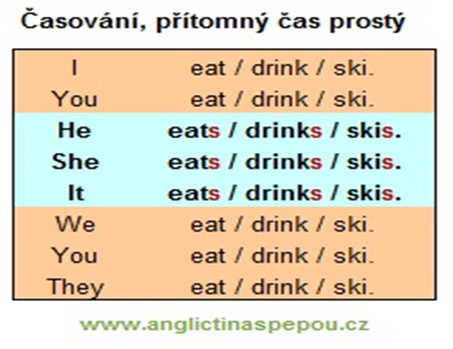 Časování, přítomný čas prostý
I eat / drink / ski.
You eat / drink / ski.
He eats / drinks / skis.
She eats / drinks / skis.
It eats / drinks / skis.
We eat / drink / ski.
You eat / drink / ski.
They eat / drink / ski.
www.anglictinaspepou.cz